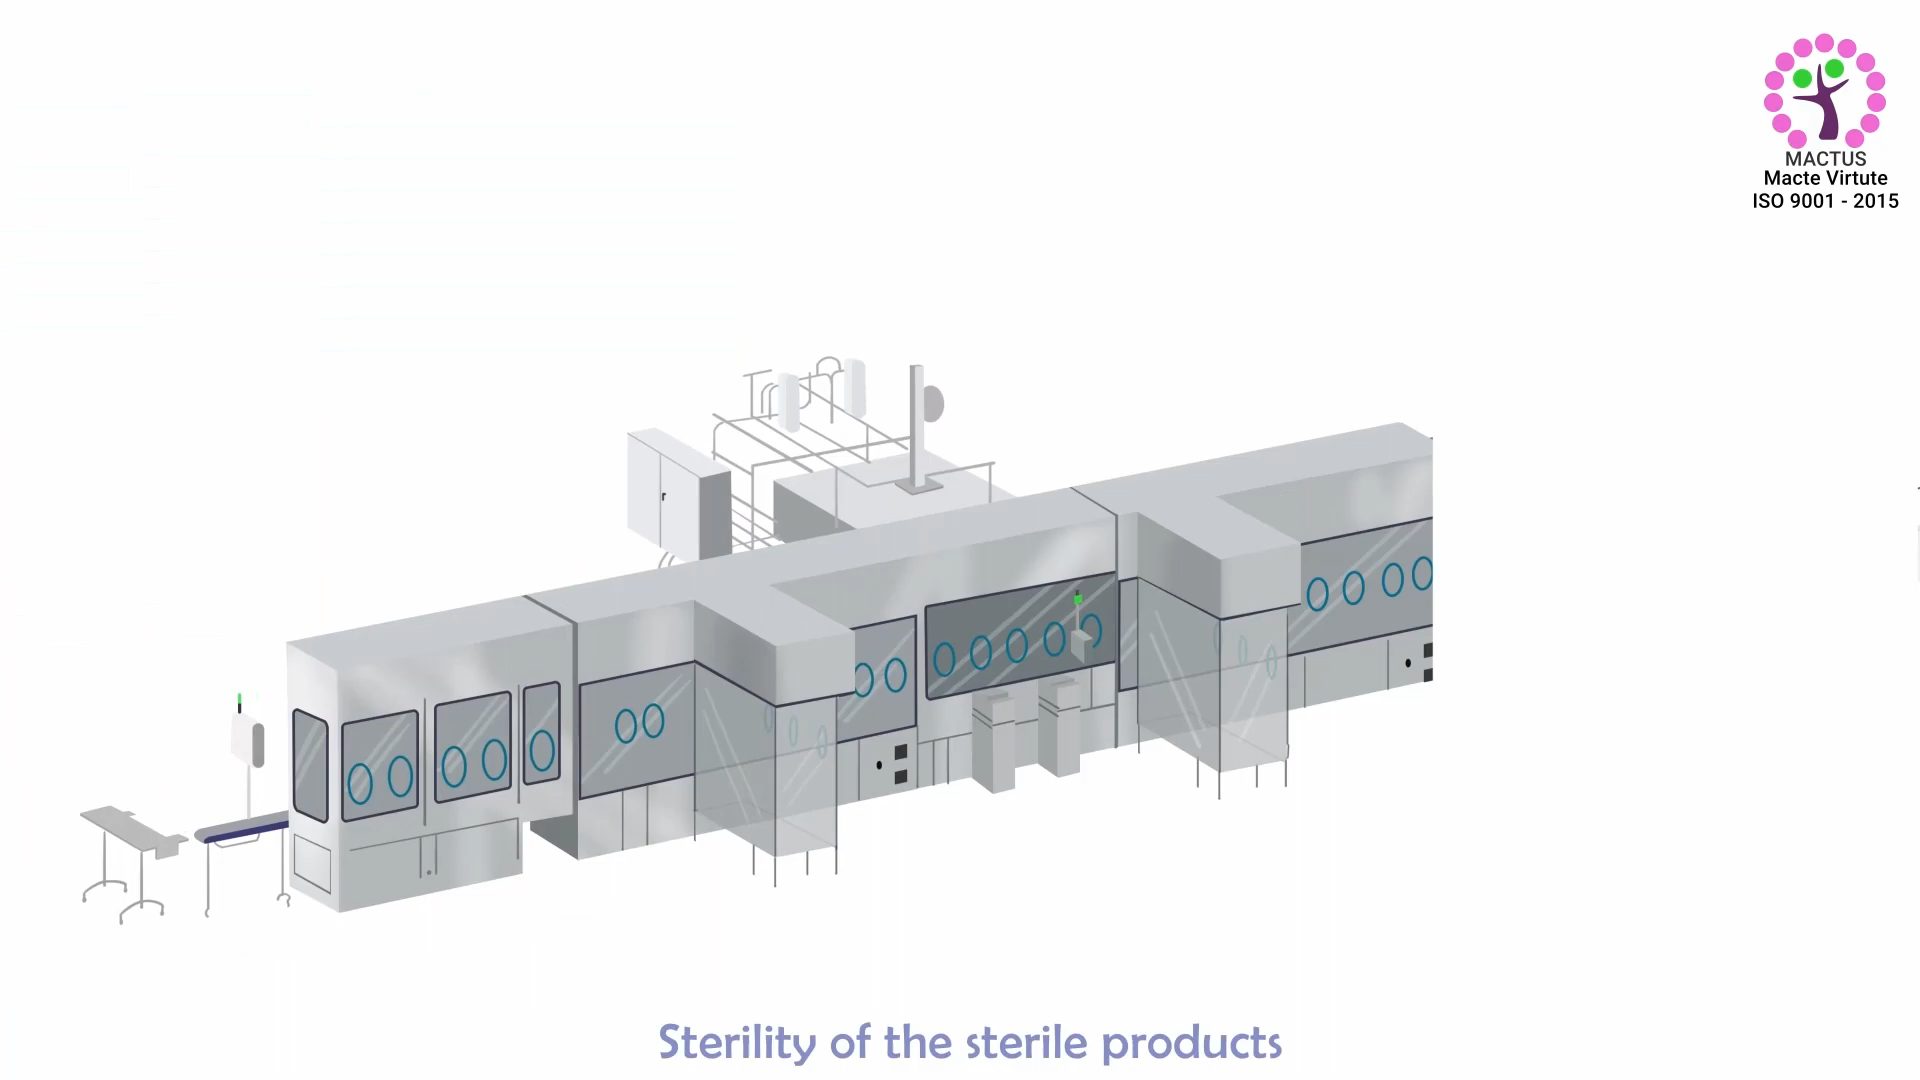 MACTUS
Macte Virtute
ISO 9001 - 2015
Sterility of the sterile products